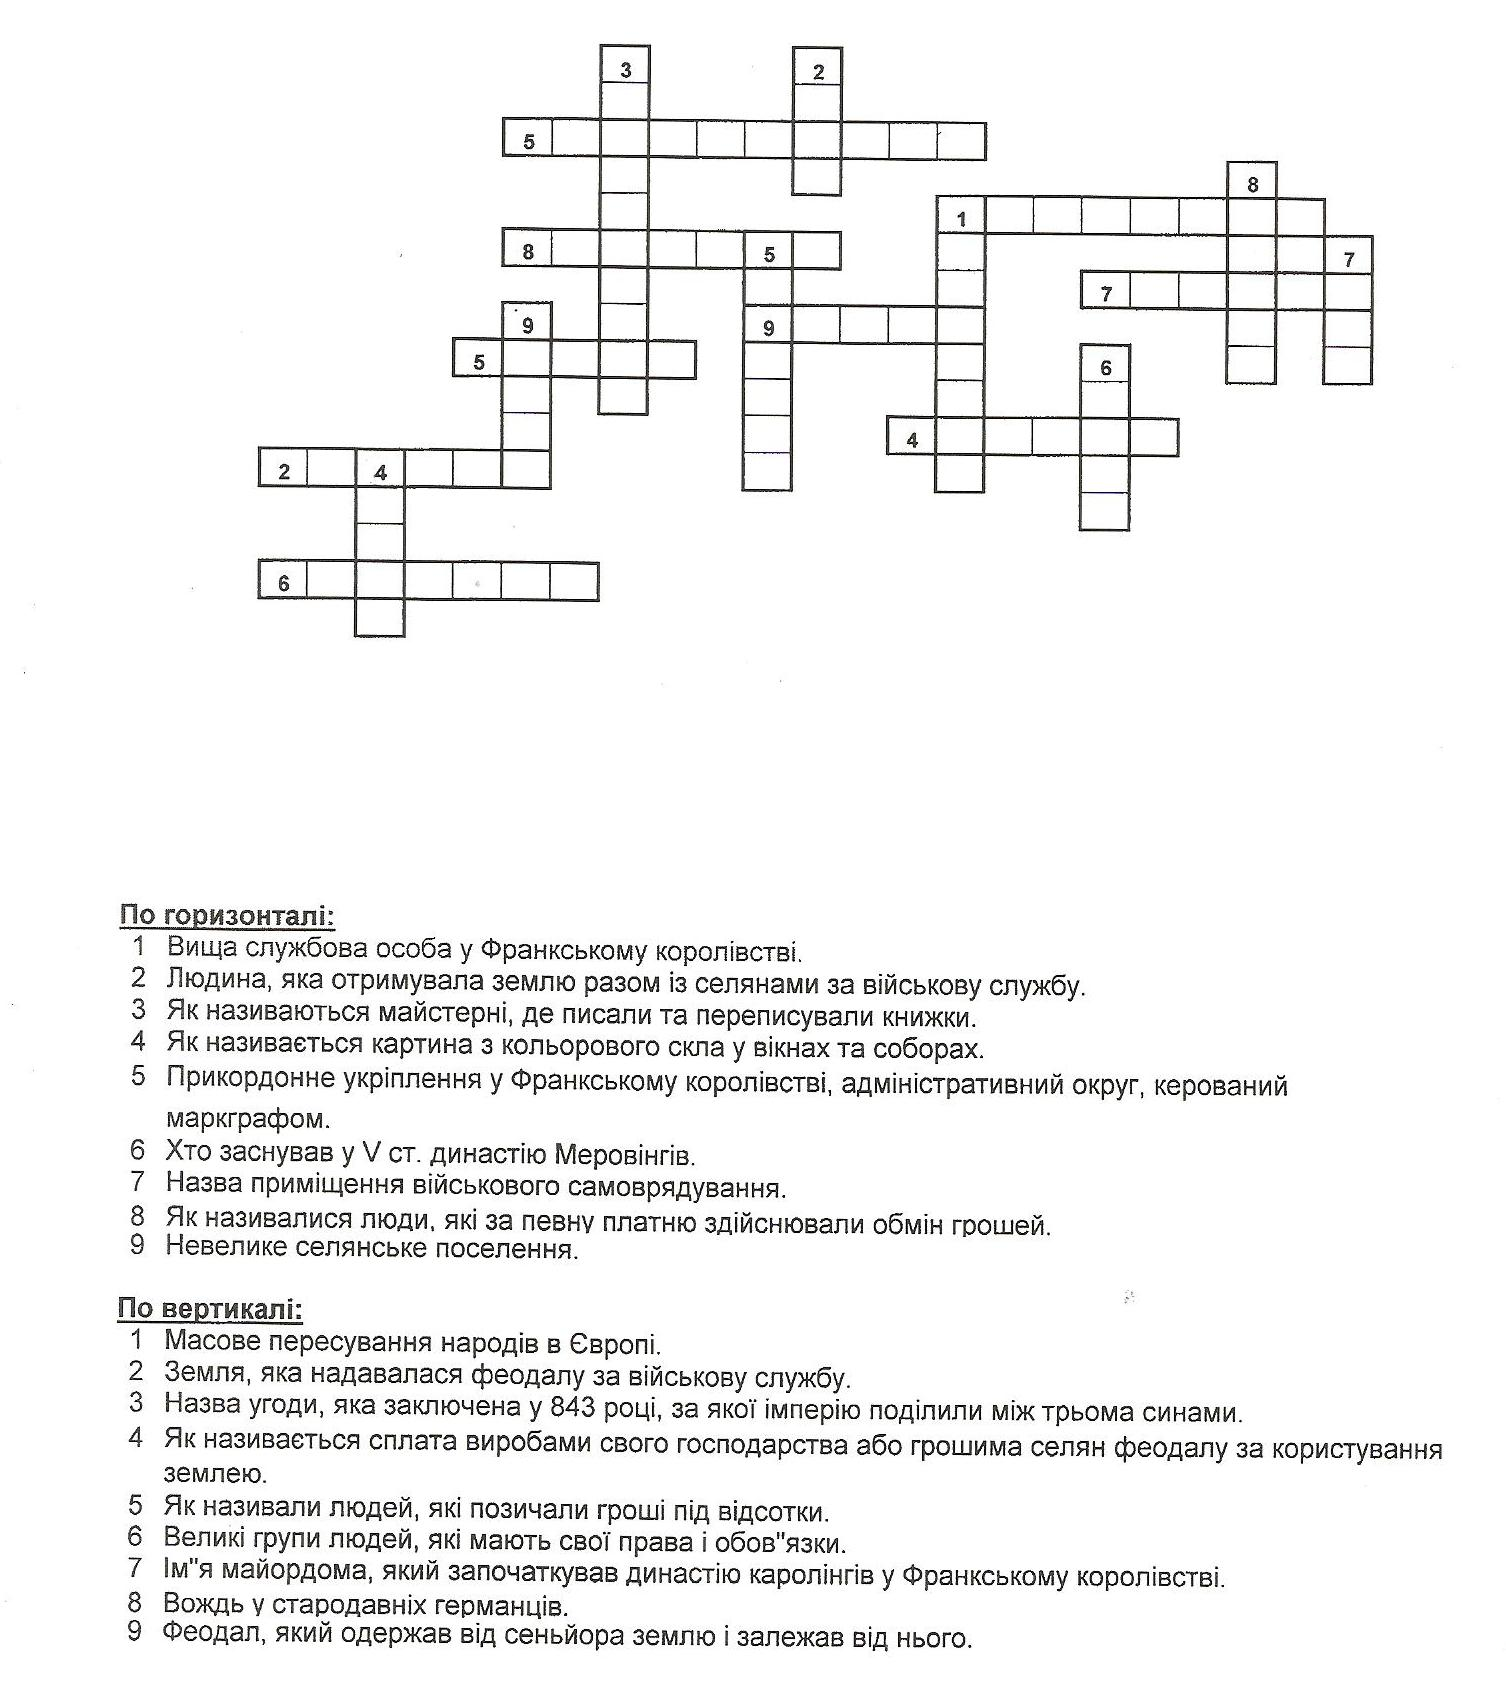 3 2
5
8
1
8 5 7
7
9 9
5 6
4
2 4
6
По горизонталі:
1 Вища службова особа у Франкському королівстві.
2 Людина, яка отримувала землю разом із селянами за військову службу.
3 Як називаються майстерні, де писали та переписували книжки.
4 Як називається картина з кольорового скла у вікнах та соборах.
5 Прикордонне укріплення у Франкському королівстві, адміністративний округ, керований
маркграфом.
6 Хто заснував у V ст. династію Меровінгів.
7 Назва приміщення військового самоврядування.
8 Як називалися люди, які за певну платню здійснювали обмін грошей.
9 Невелике селянське поселення.
По вертикалі:
1 Масове пересування народів в Європі.
2 Земля, яка надавалася феодалу за військову службу.
3 Назва угоди, яка заключена у 843 році, за якої імперію поділили між трьома синами.
4 Як називається сплата виробами свого господарства або грошима селян феодалу за користування
землею.
5 Як називали людей, які позичали гроші під відсотки.
6 Великі групи людей, які мають свої права і обов"язки.
7 Ім"я майордома, який започаткував династію каролінгів у Франкському королівстві.
8 Вождь у стародавніх германців.
9 Феодал, який одержав від сеньйора землю і залежав від нього.